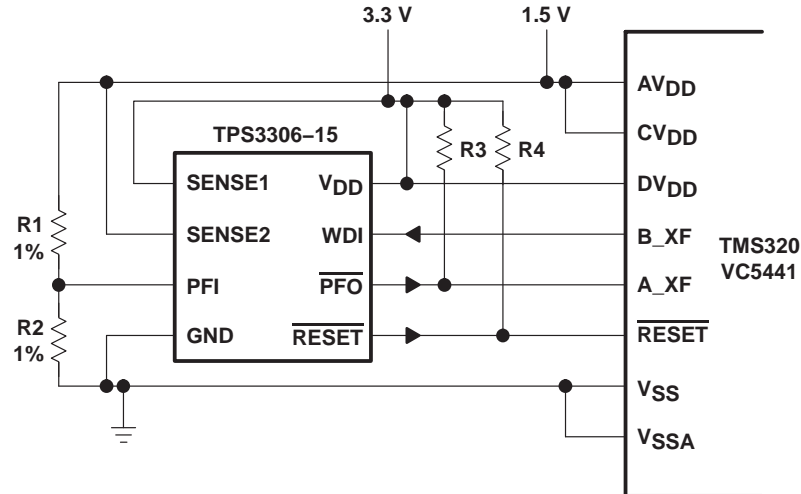 3.3 V
1.5 V
TPS3306–15
R3
R4
R1
1%
R2
1%
SENSE1
SENSE2
PFI
GND
VDD
WDI
PFO
RESET
AVDD
CVDD
DVDD
B_XF
A_XF
RESET
VSS
VSSA
TMS320
VC5441